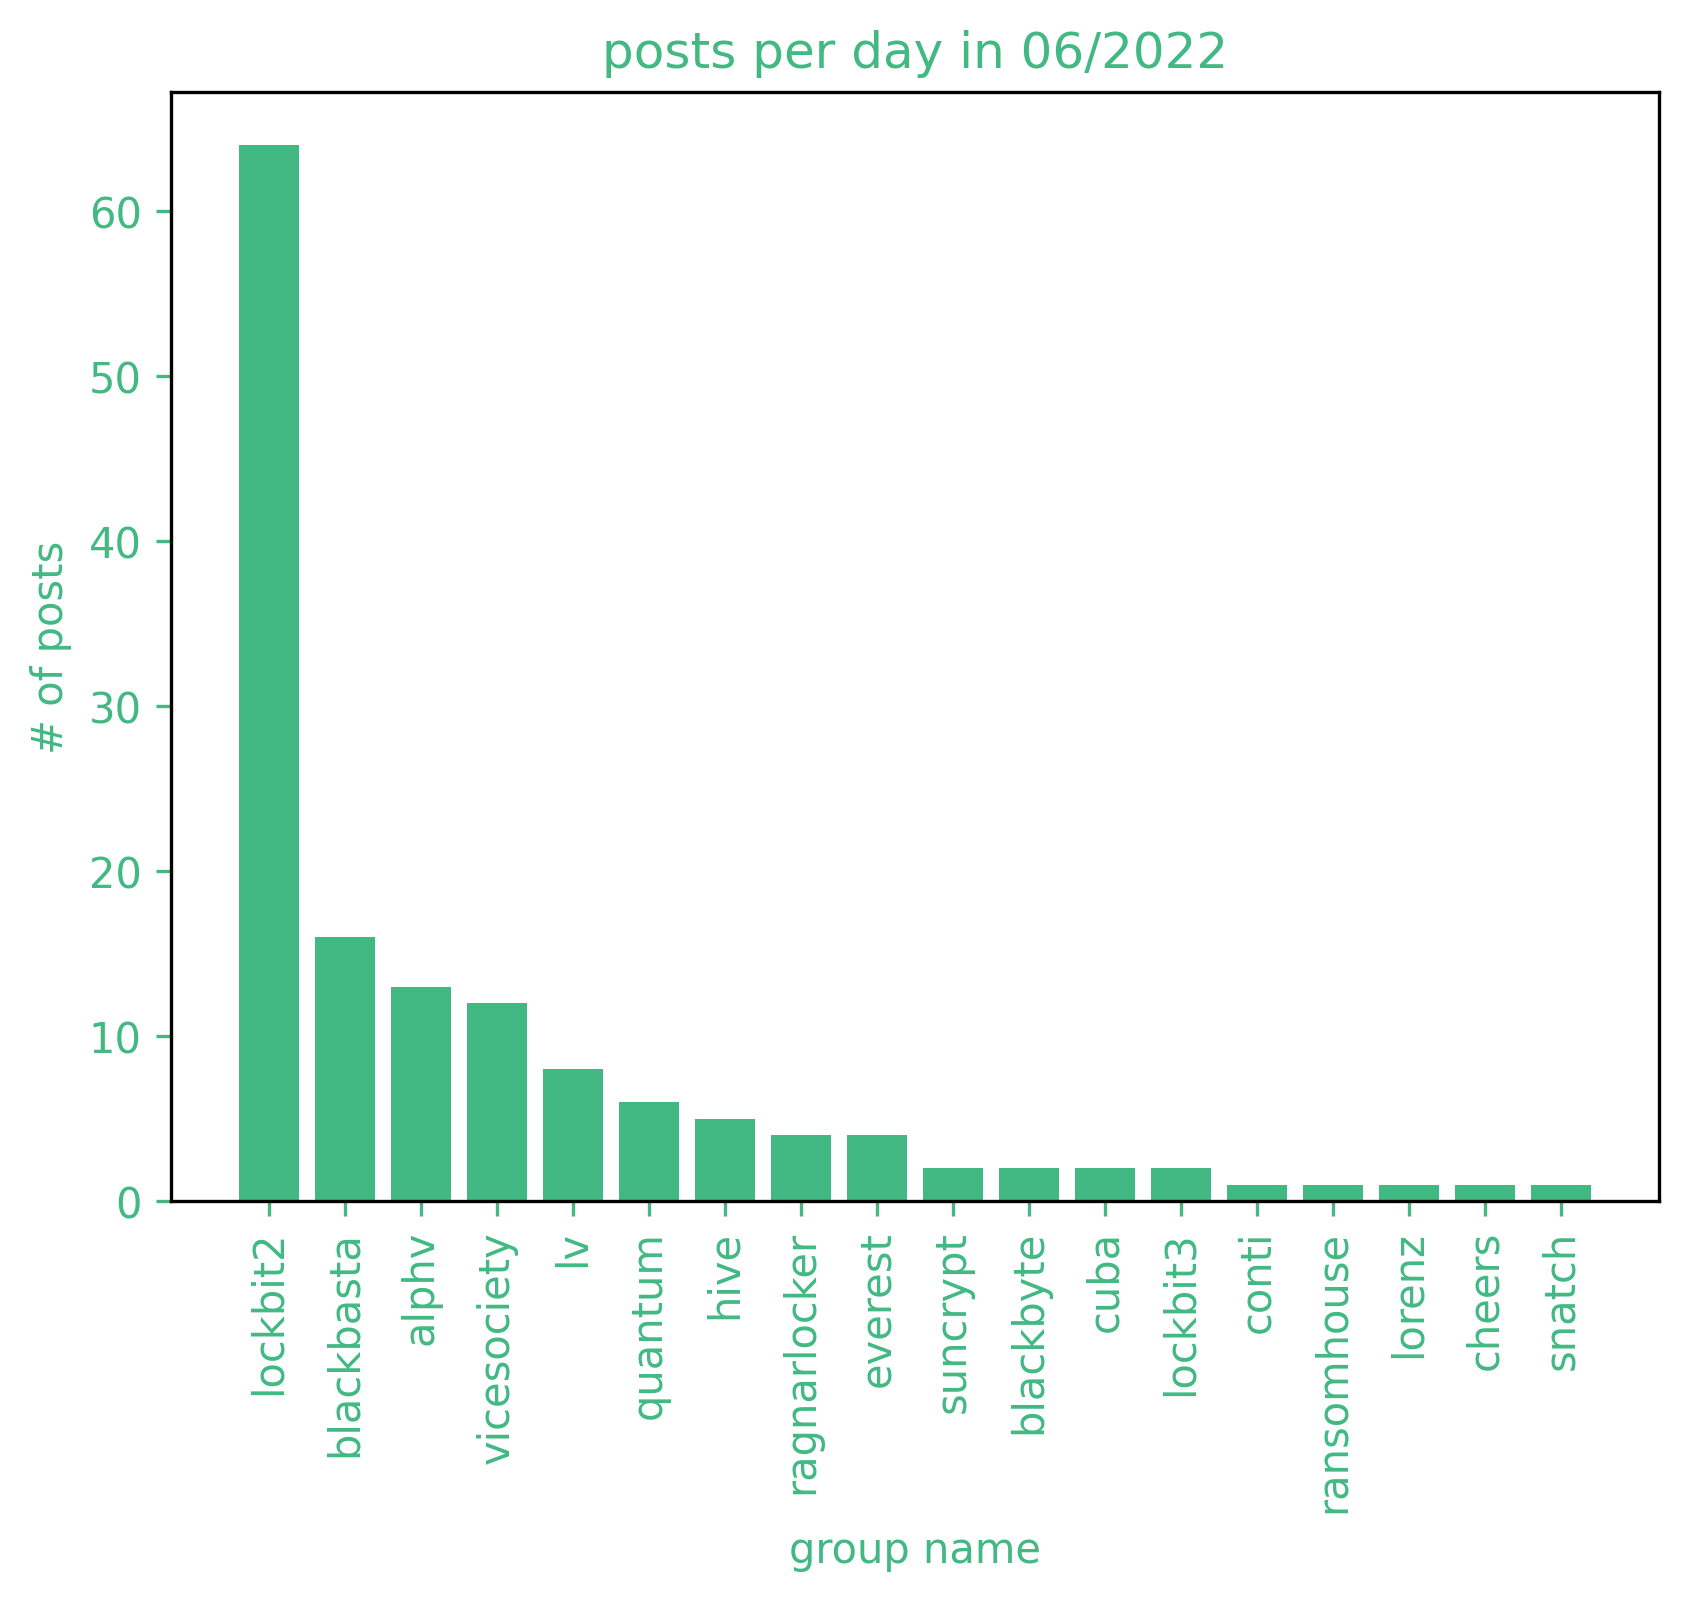 posts per day in 06/2022
# of posts
60
50
40
30
20
10
0
lockbit2
blackbasta
alphv
vicesociety
lv
quantum
hive
ragnarlocker
everest
suncrypt
blackbyte
cuba
lockbit3
conti
ransomhouse
lorenz
cheers
snatch
group name